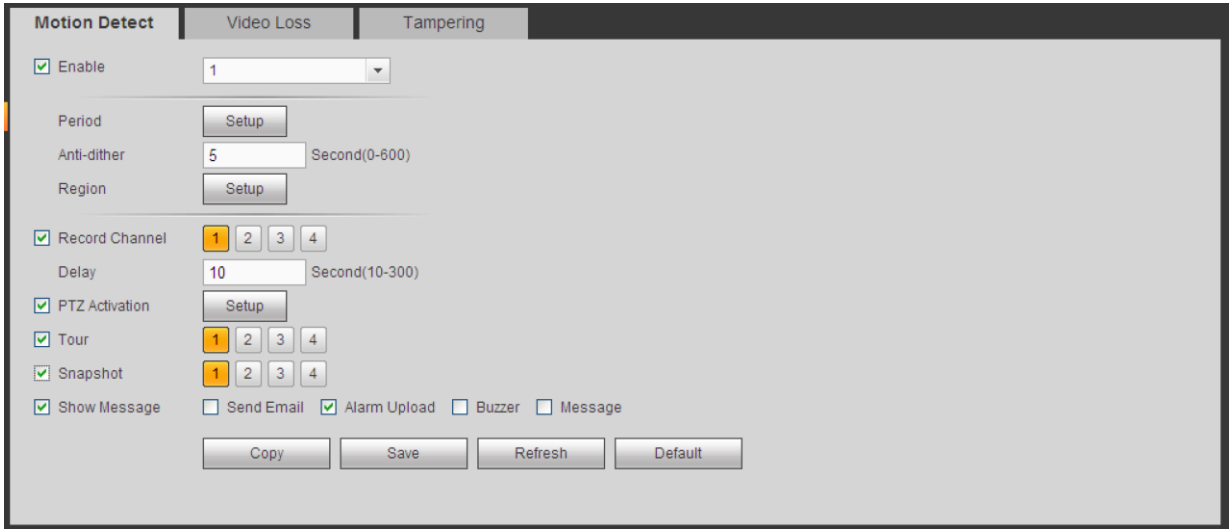 Motion Detect Video Loss Tampering
Enable 1
Period Setup
Anti-dither 5 Second(0-600)
Region Setup
Record Channel 1 2 3 4
Delay 10 Second(10-300)
PTZ Activation Setup
Tour 1 2 3 4
Snapshot 1 2 3 4
Show Message Send Email Alarm Upload Buzzer Message
Copy Save Refresh Default